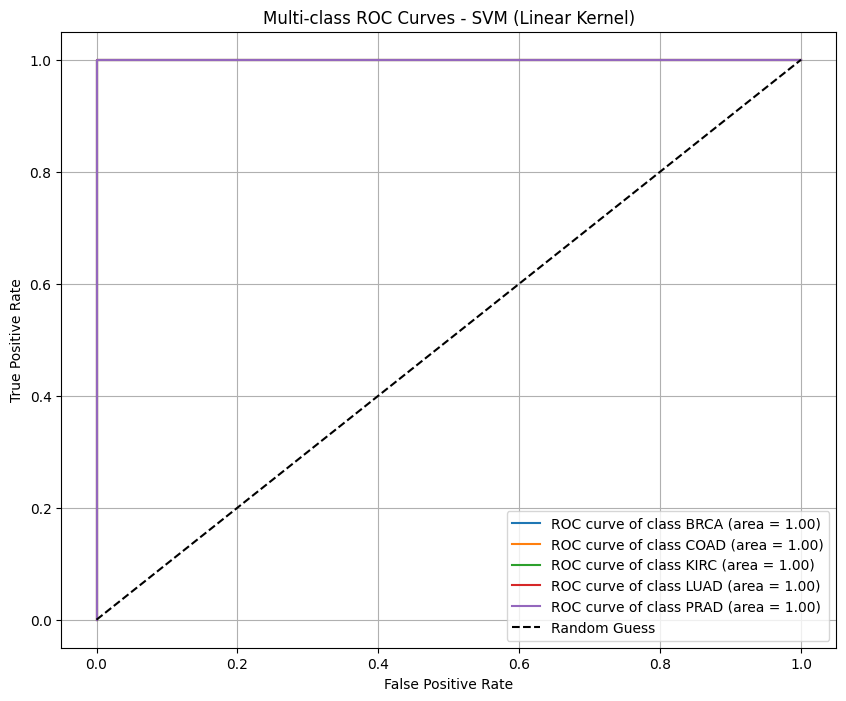 Multi-class ROC Curves - SVM (Linear Kernel)
True Positive Rate
1.0
0.8
0.6
0.4
0.2
0.0
ROC curve of class BRCA (area = 1.00)
ROC curve of class COAD (area = 1.00)
ROC curve of class KIRC (area = 1.00)
ROC curve of class LUAD (area = 1.00)
ROC curve of class PRAD (area = 1.00)
Random Guess
0.0 0.2 0.4 0.6 0.8 1.0
False Positive Rate